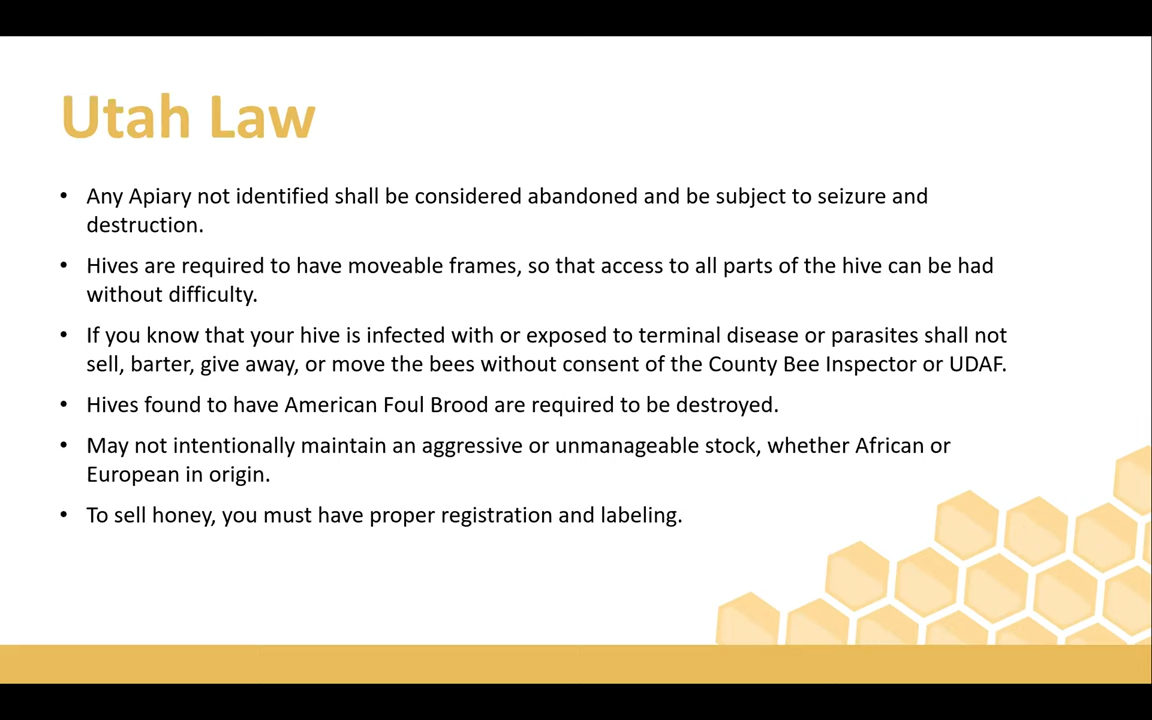 Utah Law
• Any Apiary not identified shall be considered abandoned and be subject to seizure and
destruction.
• Hives are required to have moveable frames, so that access to all parts of the hive can be had
without difficulty.
• If you know that your hive is infected with or exposed to terminal disease or parasites shall not
sell, barter, give away, or move the bees without consent of the County Bee Inspector or UDAF.
• Hives found to have American Foul Brood are required to be destroyed.
• May not intentionally maintain an aggressive or unmanageable stock, whether African or
European in origin.
• To sell honey, you must have proper registration and labeling.